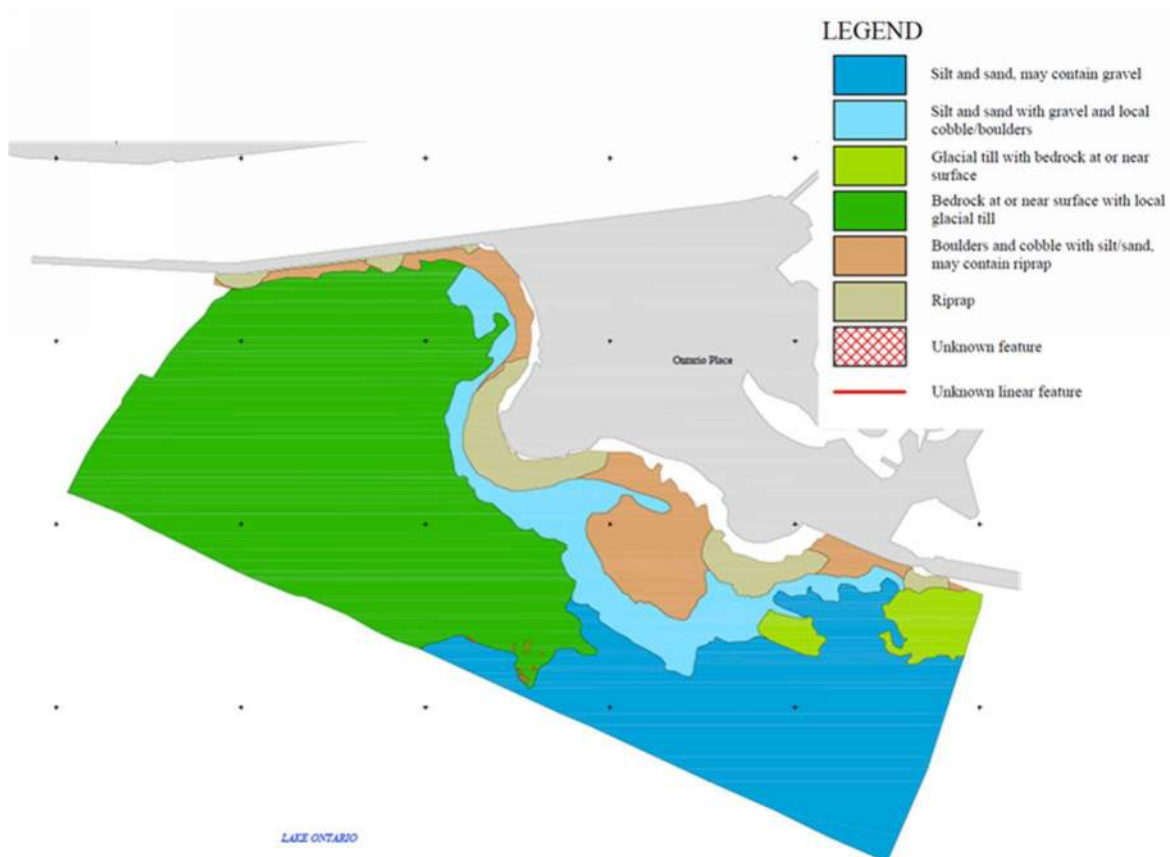 LEGEND
Silt and sand, may contain gravel
Silt and sand with gravel and local
cobble/boulders
Glacial till with bedrock at or near
surface
Bedrock at or near surface with local
glacial till
Boulders and cobble with silt/sand,
may contain riprap
Riprap
Unknown feature
Unknown linear feature
Ontario Place
LAKE ONTARIO